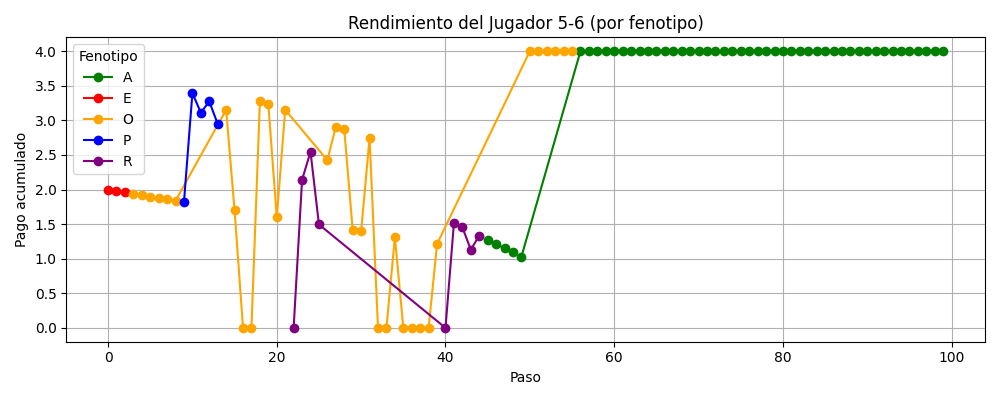 Rendimiento del Jugador 5-6 (por fenotipo)
Fenotipo
A
E
O
P
R
Pago acumulado
4.0
3.5
3.0
2.5
2.0
1.5
1.0
0.5
0.0
0 20 40 60 80 100
Paso